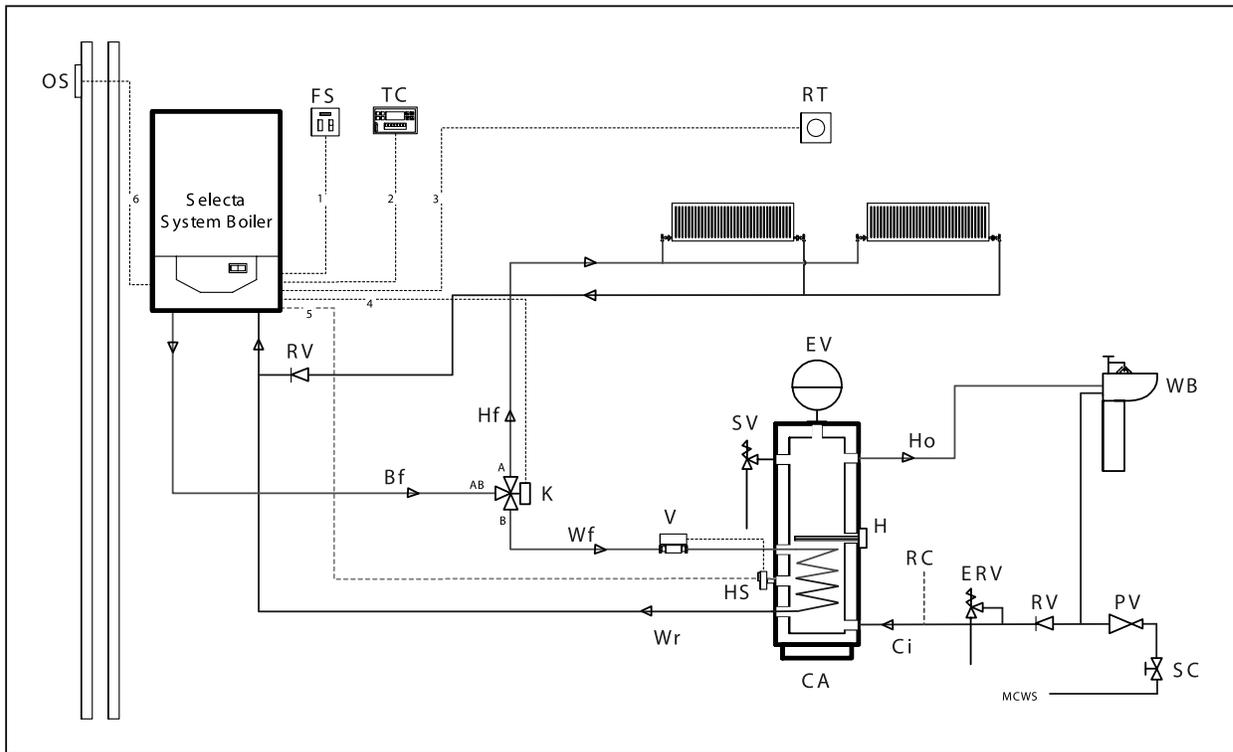 OS
FS
TC
RT
6
1
2
3
Selecta
System Boiler
4
5
RV
EV
WB
Hf
SV
Ho
A
Bf
AB
K
B
V
H
Wf
RC
ERV
HS
RV
PV
Wr
Ci
CA
SC
MCWS